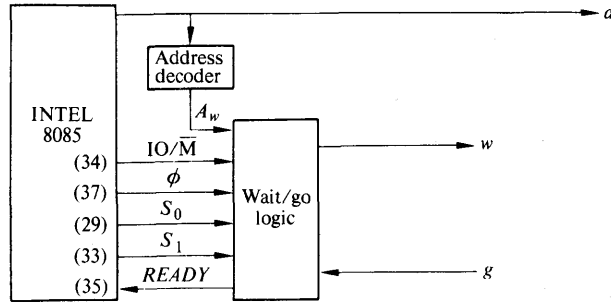 a
Address
decoder
INTEL
8085
A_w
(34) IO/M̅
w
(37) ϕ
Wait/go
logic
(29) S_0
(33) S_1
g
(35) READY